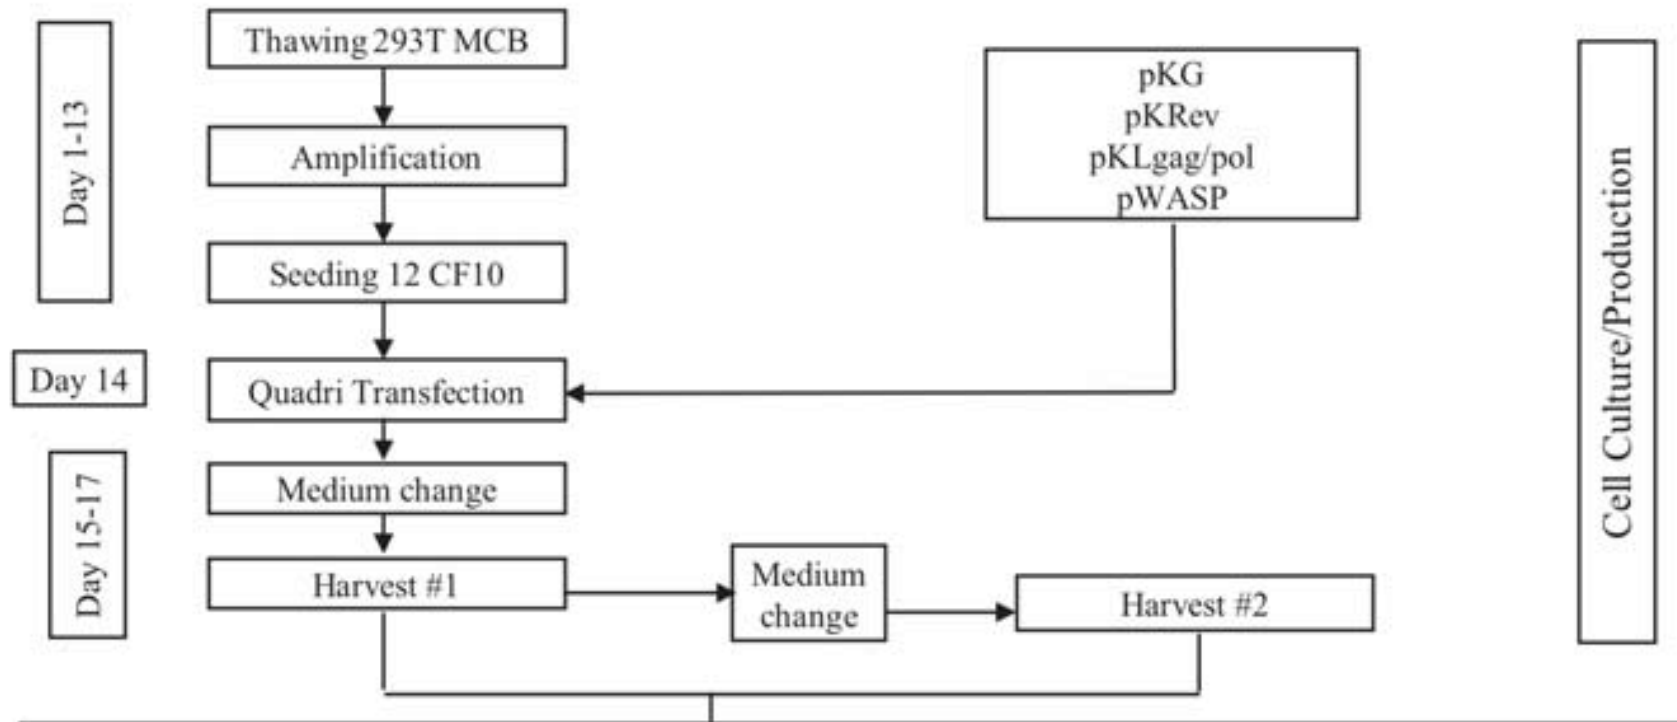 Thawing 293T MCB
Amplification
Seeding 12 CF10
Day 1-13
pKG
pKRev
pKLgag/pol
pWASP
Day 14
Quadri Transfection
Medium change
Harvest #1
Day 15-17
Medium
change
Harvest #2
Cell Culture/Production